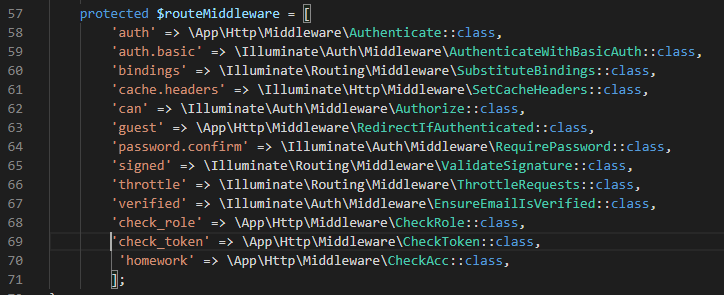 57 protected $routeMiddleware = [
58 'auth' => \App\Http\Middleware\Authenticate::class,
59 'auth.basic' => \Illuminate\Auth\Middleware\AuthenticateWithBasicAuth::class,
60 'bindings' => \Illuminate\Routing\Middleware\SubstituteBindings::class,
61 'cache.headers' => \Illuminate\Http\Middleware\SetCacheHeaders::class,
62 'can' => \Illuminate\Auth\Middleware\Authorize::class,
63 'guest' => \App\Http\Middleware\RedirectIfAuthenticated::class,
64 'password.confirm' => \Illuminate\Auth\Middleware\RequirePassword::class,
65 'signed' => \Illuminate\Routing\Middleware\ValidateSignature::class,
66 'throttle' => \Illuminate\Routing\Middleware\ThrottleRequests::class,
67 'verified' => \Illuminate\Auth\Middleware\EnsureEmailIsVerified::class,
68 'check_role' => \App\Http\Middleware\CheckRole::class,
69 'check_token' => \App\Http\Middleware\CheckToken::class,
70 'homework' => \App\Http\Middleware\CheckAcc::class,
71 ];